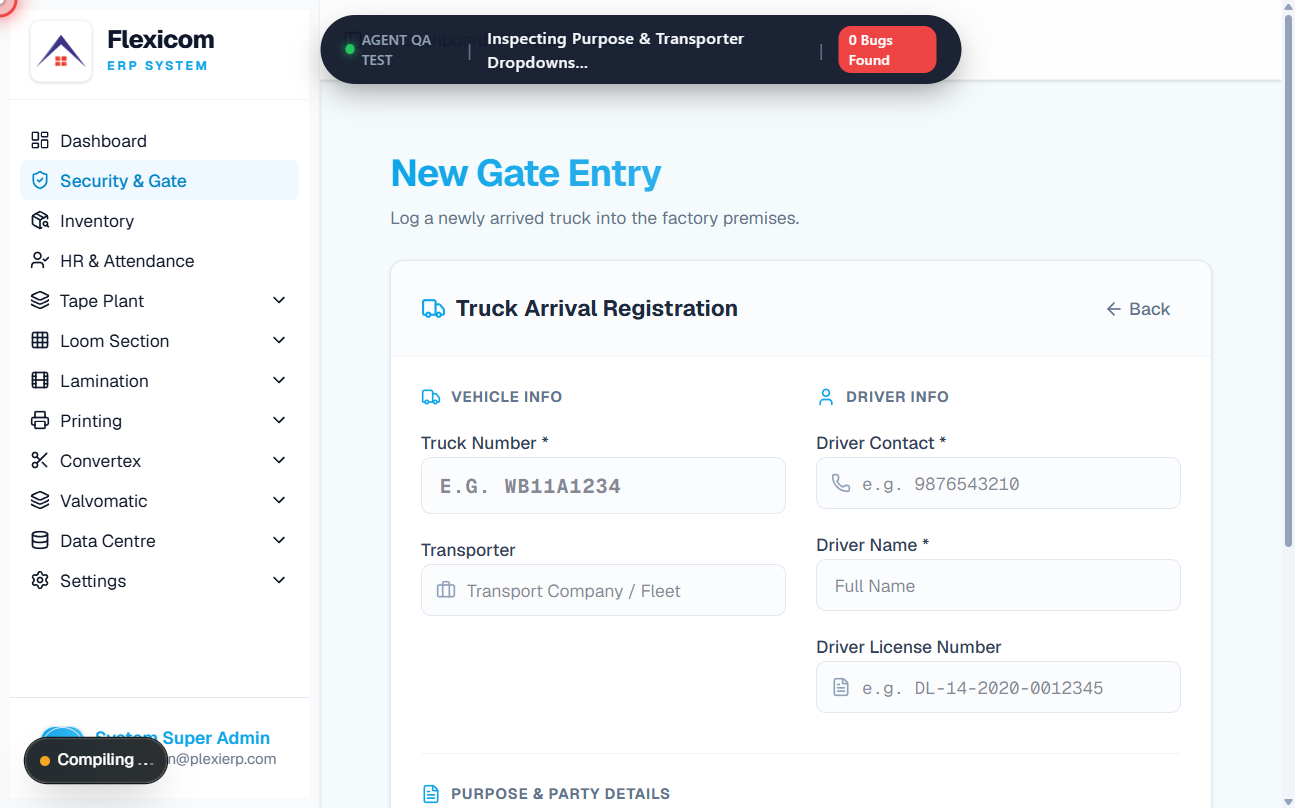 Flexicom
ERP SYSTEM
AGENT QA
TEST
|
Inspecting Purpose & Transporter
Dropdowns...
|
0 Bugs
Found
Dashboard
Security & Gate
Inventory
HR & Attendance
Tape Plant
Loom Section
Lamination
Printing
Convertex
Valvomatic
Data Centre
Settings
System Super Admin
n@plexierp.com
Compiling ...
New Gate Entry
Log a newly arrived truck into the factory premises.
Truck Arrival Registration
Back
VEHICLE INFO
Truck Number *
E.G. WB11A1234
Transporter
Transport Company / Fleet
DRIVER INFO
Driver Contact *
e.g. 9876543210
Driver Name *
Full Name
Driver License Number
e.g. DL-14-2020-0012345
PURPOSE & PARTY DETAILS